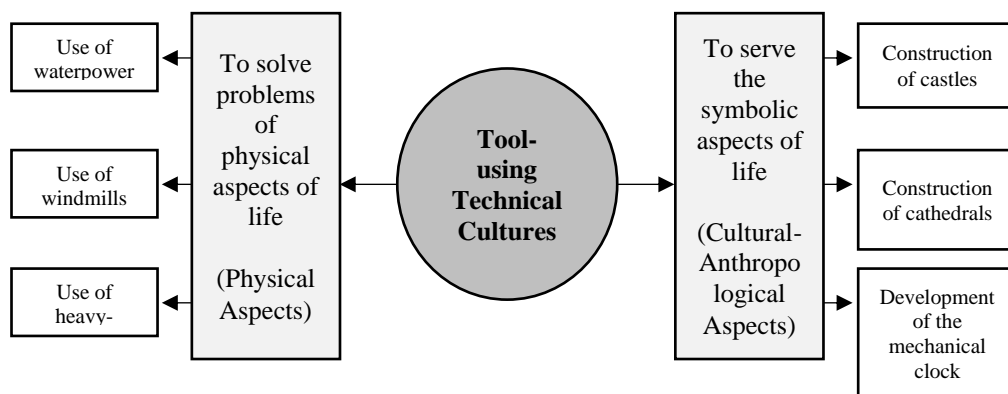 Use of
waterpower
Use of
windmills
Use of
heavy-
To solve
problems
of
physical
aspects of
life
(Physical
Aspects)
Tool-
using
Technical
Cultures
To serve
the
symbolic
aspects of
life
(Cultural-
Anthropo
logical
Aspects)
Construction
of castles
Construction
of cathedrals
Development
of the
mechanical
clock